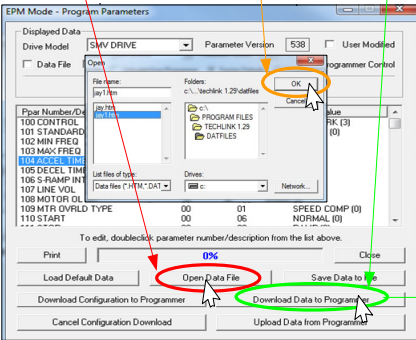 EPM Mode - Program Parameters
Displayed Data
Drive Model SMV DRIVE Parameter Version 538 User Modified
Data File Programmer Control
Open
File name: Folders:
jay1.htm c:\...\techlink 1.29\datfiles
OK
Cancel
jay.htm
jay1.htm
c:\
PROGRAM FILES
TECHLINK 1.29
DATFILES
List files of type: Drives:
Data files (*.HTM,*.DAT c: Network...
Ppar Number/De
100 CONTROL
101 STANDARD (0)
102 MIN FREQ
103 MAX FREQ
104 ACCEL TIME
105 DECEL TIME
106 S-RAMP INT
107 LINE VOL
108 MOTOR OL
109 MTR OVRLD TYPE 00 01 SPEED COMP (0)
110 START 00 06 NORMAL (0)
To edit, doubleclick parameter number/description from the list above.
Print 0% Close
Load Default Data Open Data File Save Data to File
Download Configuration to Programmer Download Data to Programmer
Cancel Configuration Download Upload Data from Programmer